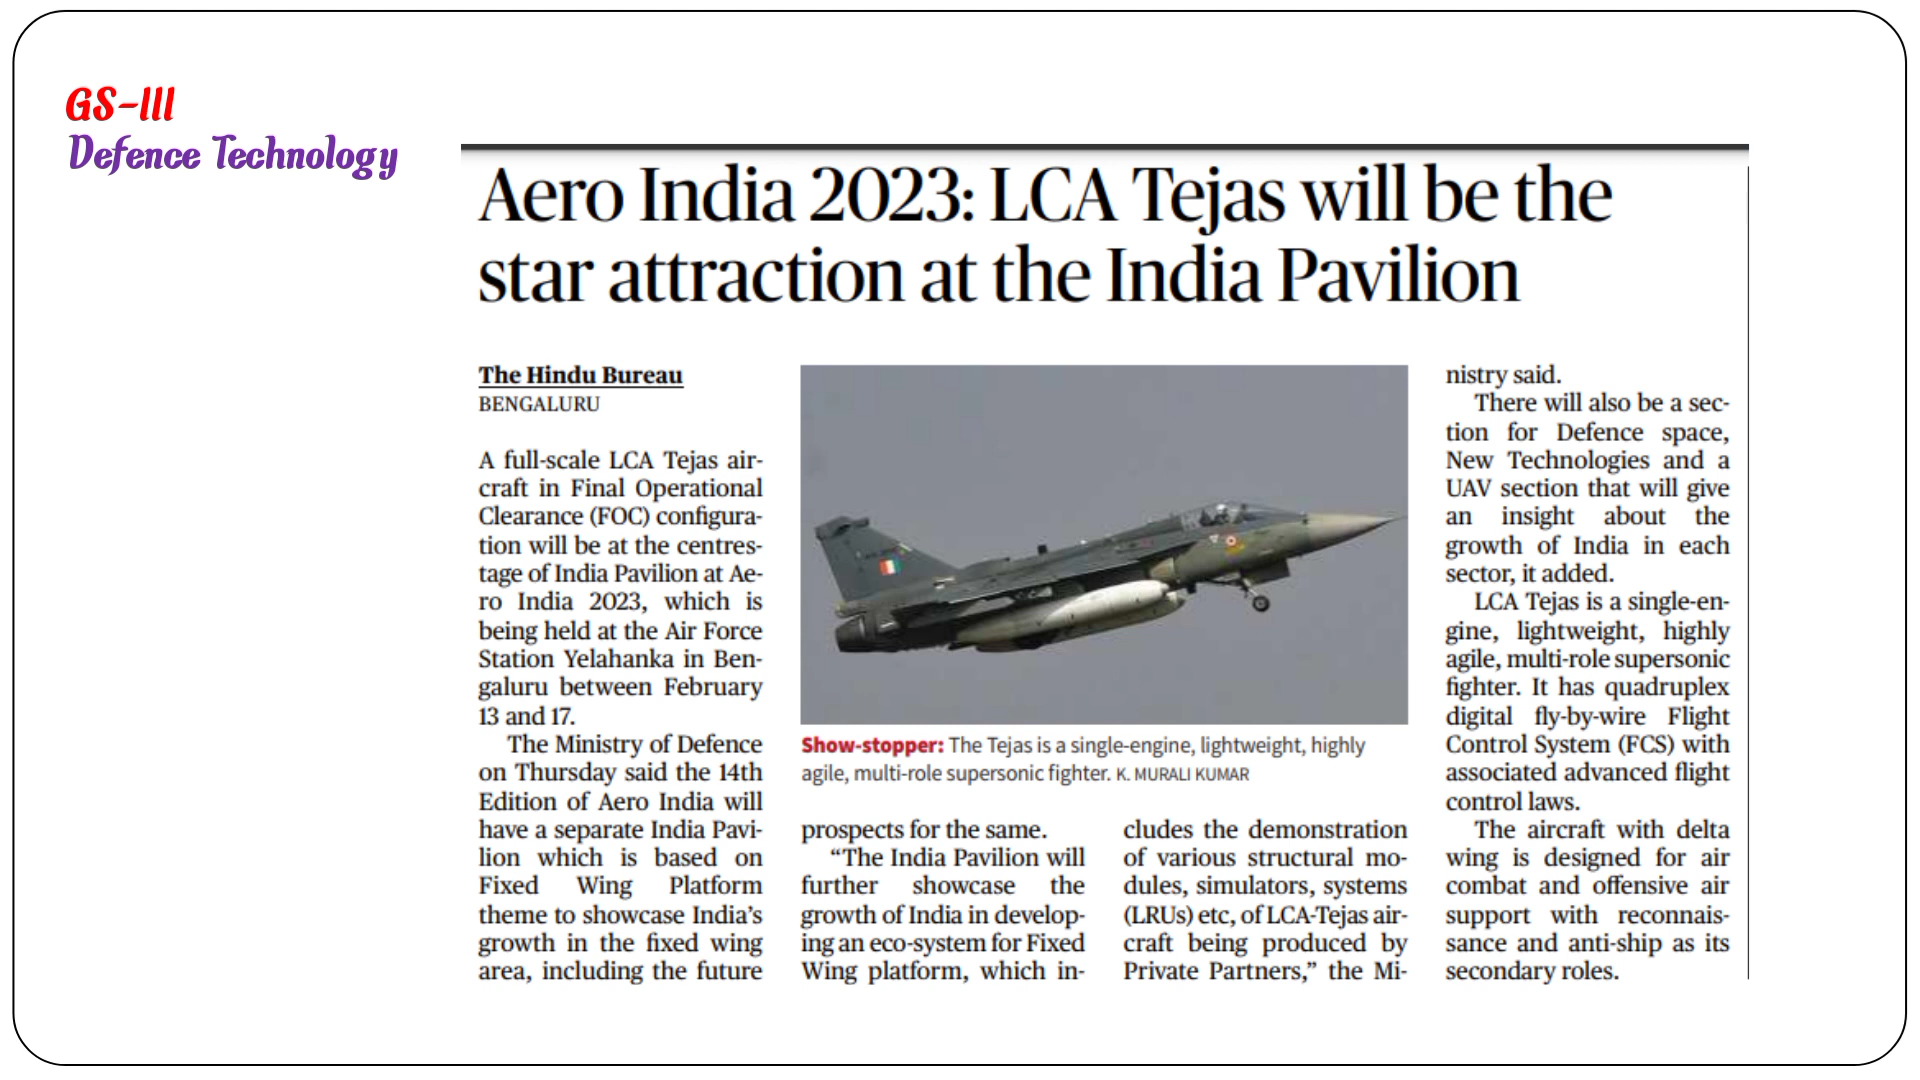 GS-III
Defence Technology
Aero India 2023: LCA Tejas will be the
star attraction at the India Pavilion
The Hindu Bureau
BENGALURU
A full-scale LCA Tejas air-
craft in Final Operational
Clearance (FOC) configura-
tion will be at the centres-
tage of India Pavilion at Ae-
ro India 2023, which is
being held at the Air Force
Station Yelahanka in Ben-
galuru between February
13 and 17.
The Ministry of Defence
on Thursday said the 14th
Edition of Aero India will
have a separate India Pavi-
lion which is based on
Fixed Wing Platform
theme to showcase India’s
growth in the fixed wing
area, including the future
Show-stopper: The Tejas is a single-engine, lightweight, highly
agile, multi-role supersonic fighter. K. MURALI KUMAR
prospects for the same.
“The India Pavilion will
further showcase the
growth of India in develop-
ing an eco-system for Fixed
Wing platform, which in-
cludes the demonstration
of various structural mo-
dules, simulators, systems
(LRUs) etc, of LCA-Tejas air-
craft being produced by
Private Partners,” the Mi-
nistry said.
There will also be a sec-
tion for Defence space,
New Technologies and a
UAV section that will give
an insight about the
growth of India in each
sector, it added.
LCA Tejas is a single-en-
gine, lightweight, highly
agile, multi-role supersonic
fighter. It has quadruplex
digital fly-by-wire Flight
Control System (FCS) with
associated advanced flight
control laws.
The aircraft with delta
wing is designed for air
combat and offensive air
support with reconnais-
sance and anti-ship as its
secondary roles.